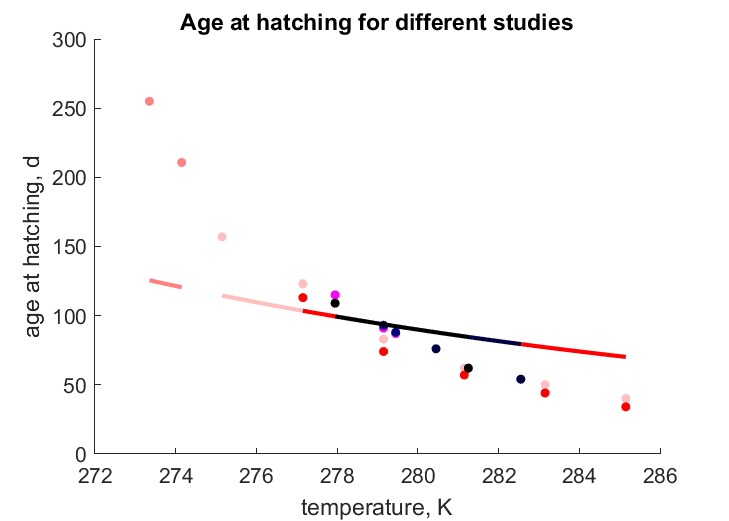 Age at hatching for different studies
300
250
200
150
100
50
0
age at hatching, d
272 274 276 278 280 282 284 286
temperature, K